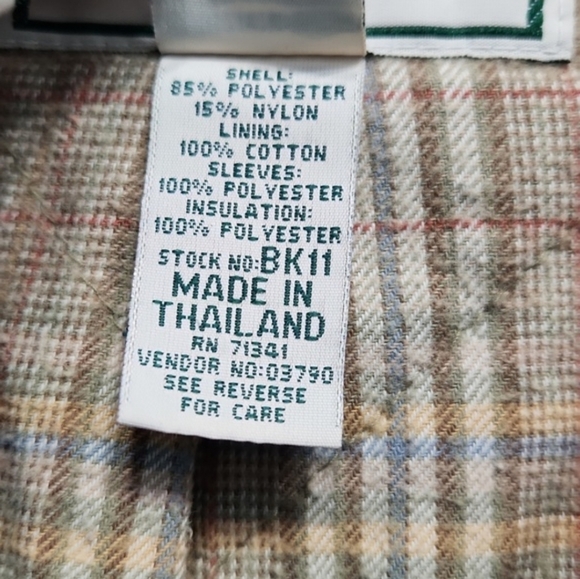 SHELL:
85% POLYESTER
15% NYLON
LINING:
100% COTTON
SLEEVES:
100% POLYESTER
INSULATION:
100% POLYESTER
STOCK NO:BK11
MADE IN
THAILAND
RN 71341
VENDOR NO:03790
SEE REVERSE
FOR CARE